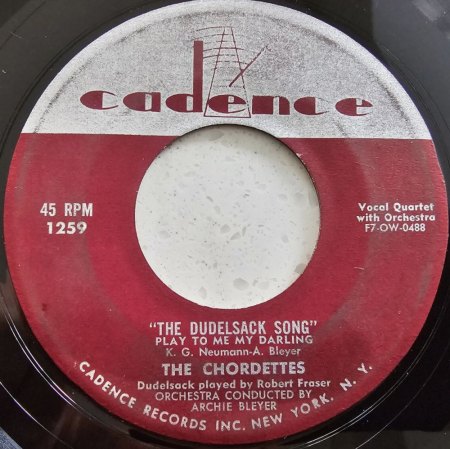 cadence
45 RPM
1259
Vocal Quartet
with Orchestra
F7-OW-0488
"THE DUDELSACK SONG"
PLAY TO ME MY DARLING
K. G. Neumann-A. Bleyer
THE CHORDETTES
Dudelsack played by Robert Fraser
ORCHESTRA CONDUCTED BY
ARCHIE BLEYER
CADENCE RECORDS INC. NEW YORK, N. Y.